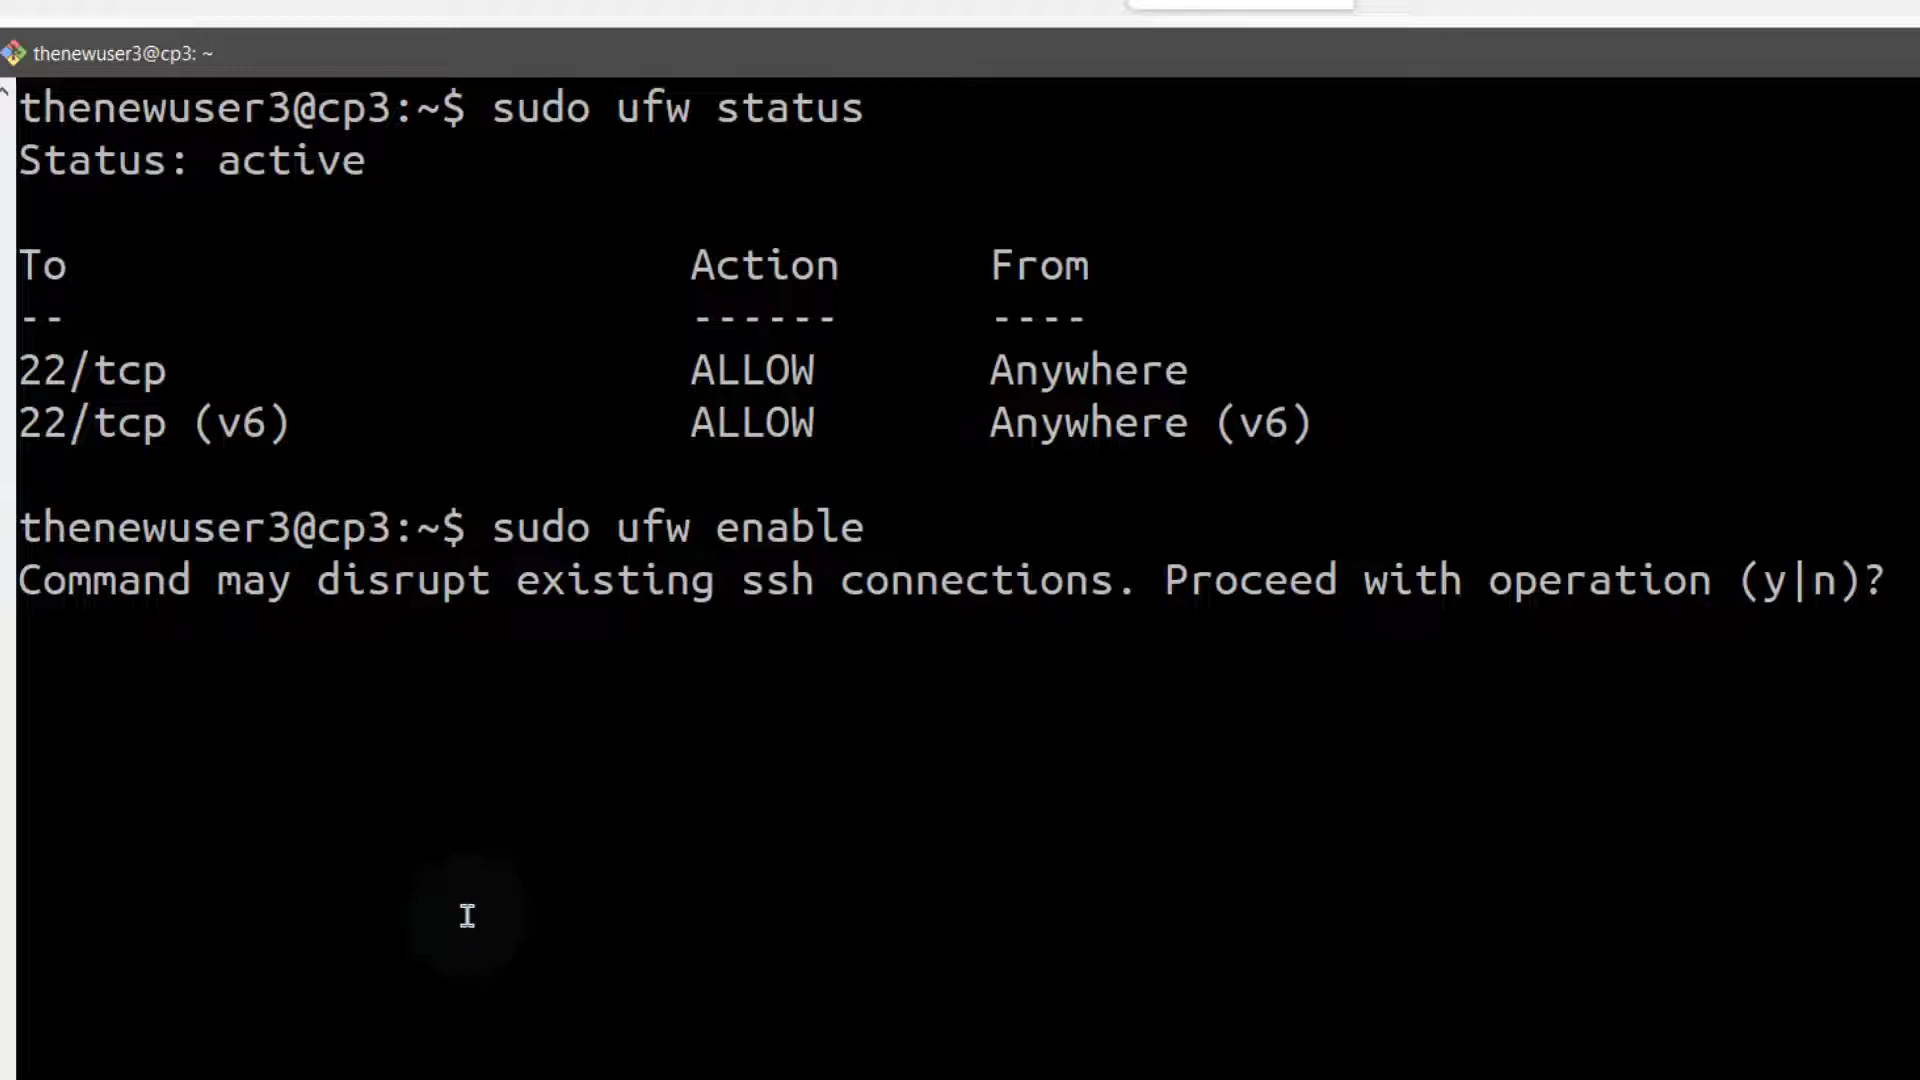 thenewuser3@cp3: ~
thenewuser3@cp3:~$ sudo ufw status
Status: active
To Action From
-- ------ ----
22/tcp ALLOW Anywhere
22/tcp (v6) ALLOW Anywhere (v6)
thenewuser3@cp3:~$ sudo ufw enable
Command may disrupt existing ssh connections. Proceed with operation (y|n)?